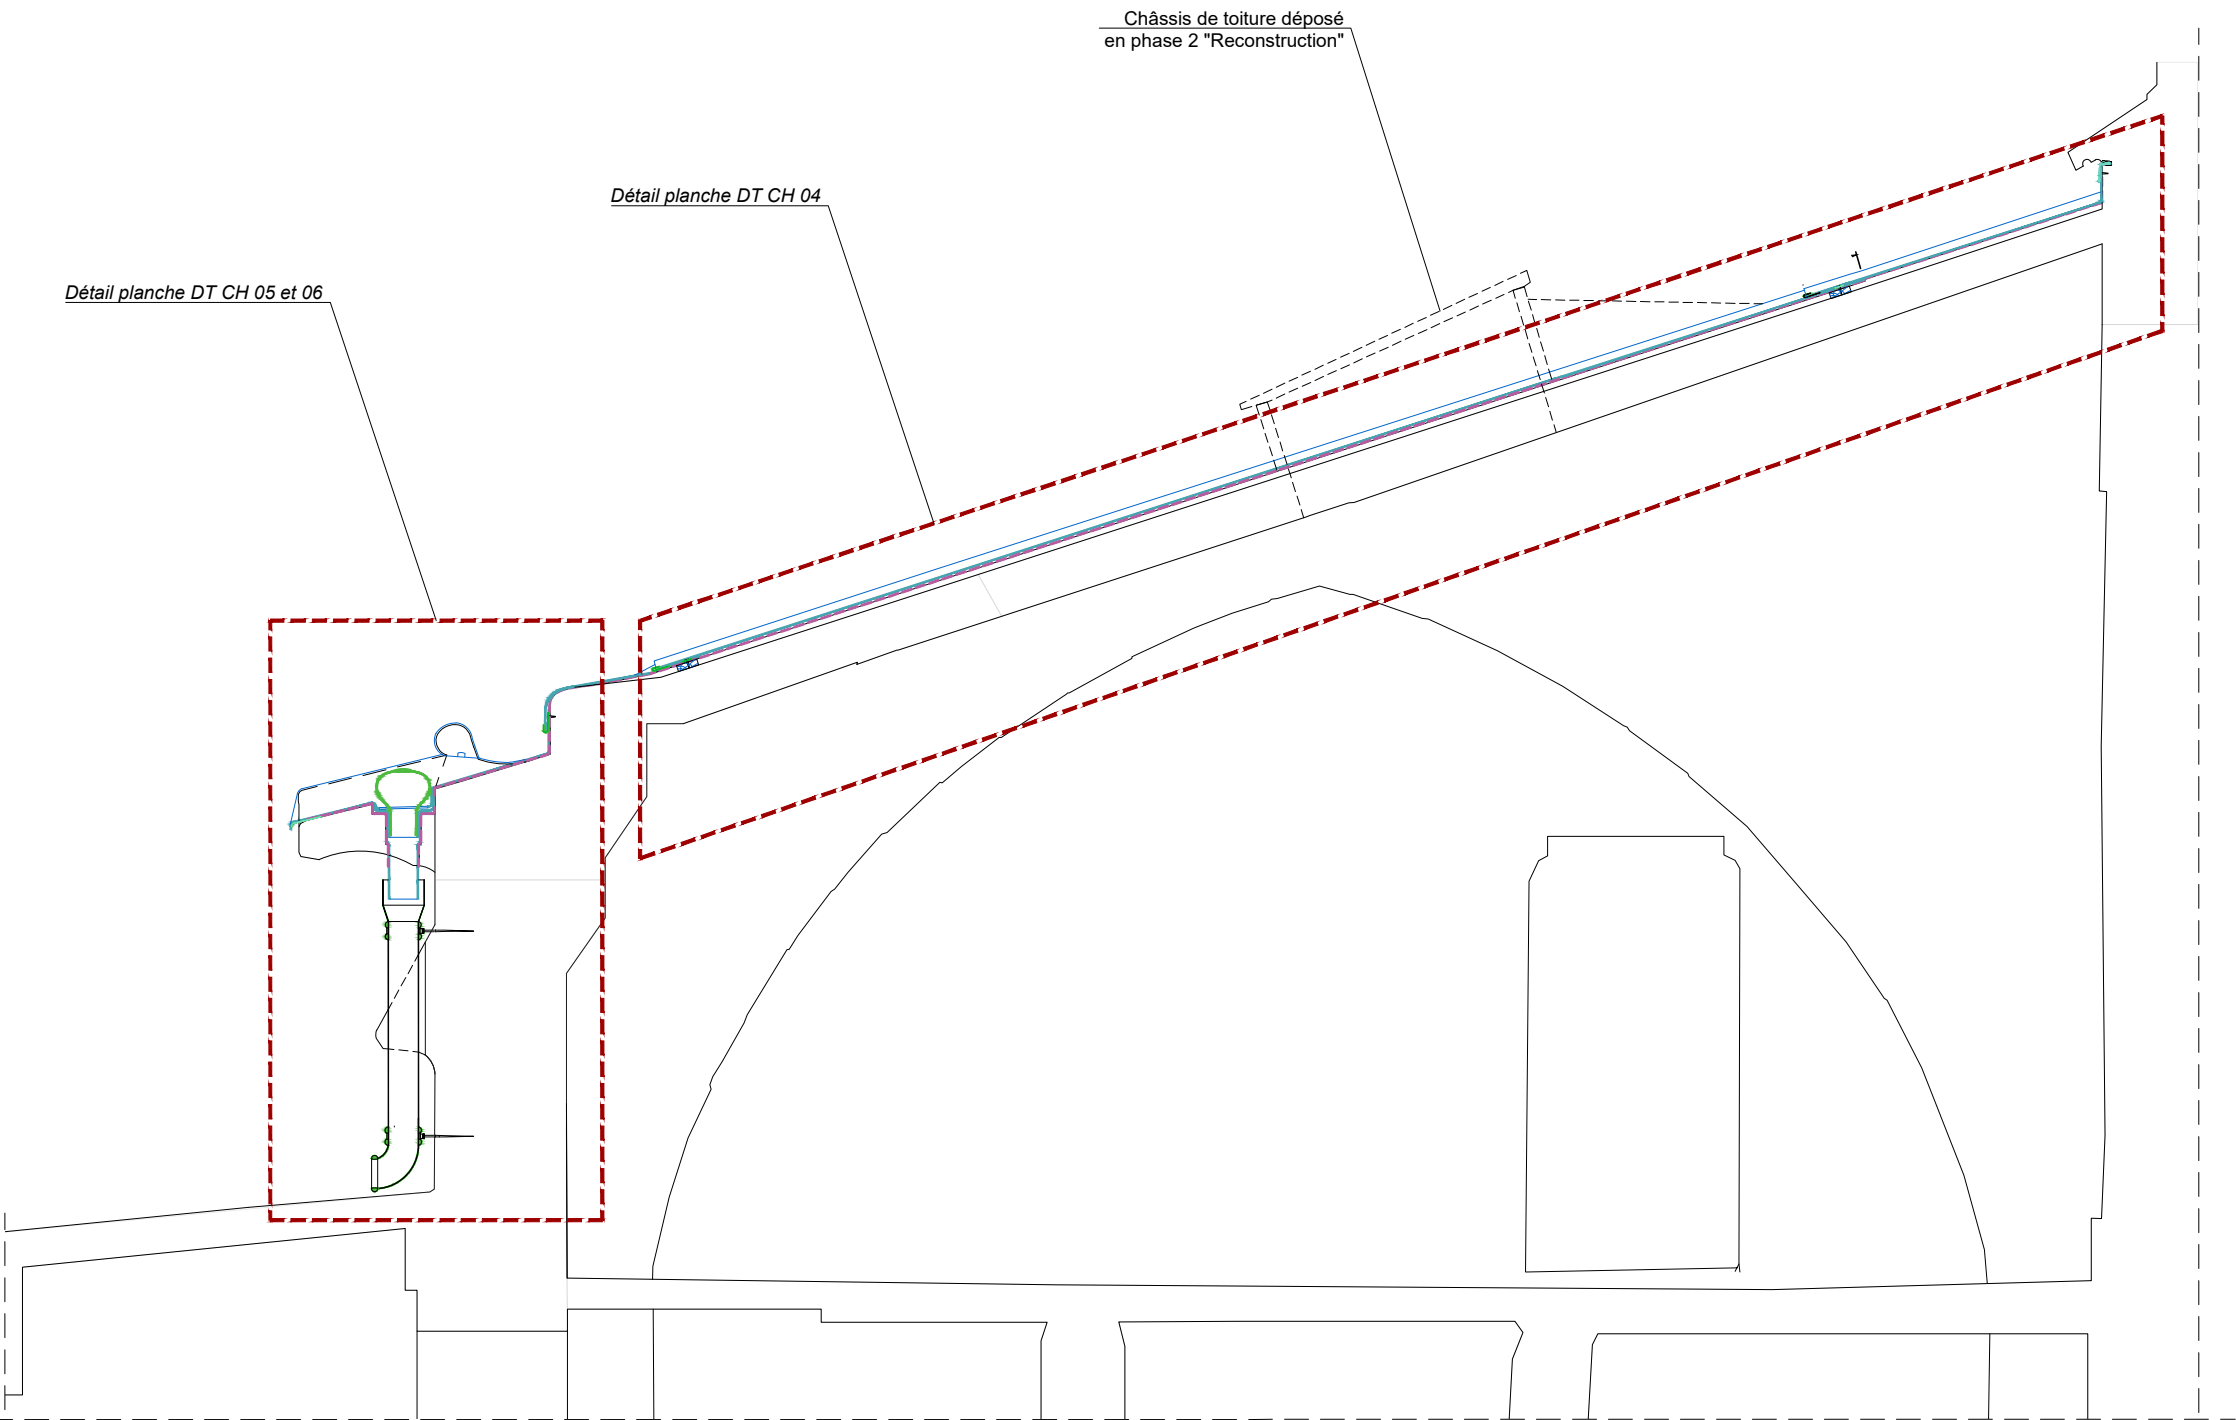 Châssis de toiture déposé
en phase 2 "Reconstruction"
Détail planche DT CH 04
Détail planche DT CH 05 et 06